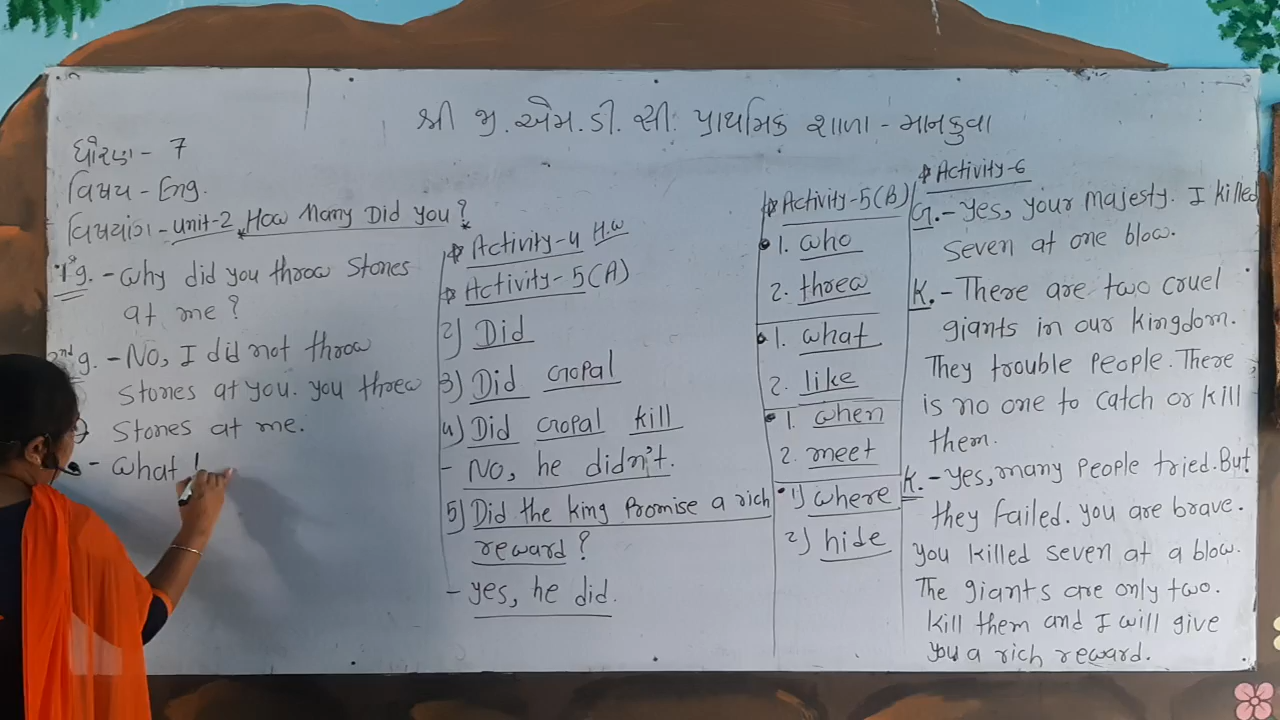 શ્રી જી.એમ.ડી.સી. પ્રાથમિક શાળા - માનકુવા
ધોરણ - 7
વિષય - Eng.
વિષયાંગ - unit-2 * How Many Did you? *
1st g. - why did you throw stones
at me?
2nd g. - No, I did not throw
stones at you. you threw
stones at me.
- what
* Activity-4 H.W
* Activity-5(A)
2) Did
3) Did Gopal
4) Did Gopal kill
- No, he didn't.
5) Did the king Promise a rich
reward?
- yes, he did.
* Activity-5(B)
• 1. who
2. threw
• 1. what
2. like
• 1. when
2. meet
• 1) where
2) hide
* Activity-6
G. - yes, your majesty. I killed
seven at one blow.
K. - There are two cruel
giants in our kingdom.
They trouble people. There
is no one to catch or kill
them.
K. - yes, many people tried. But
they failed. you are brave.
you killed seven at a blow.
The giants are only two.
kill them and I will give
you a rich reward.